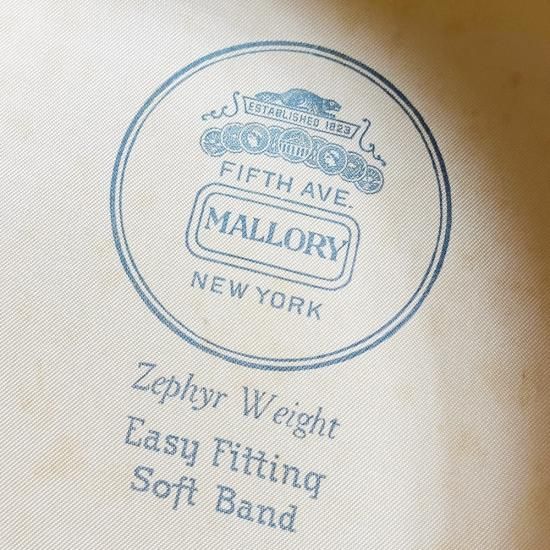 ESTABLISHED 1823
FIFTH AVE.
MALLORY
NEW YORK
Zephyr Weight
Easy Fitting
Soft Band